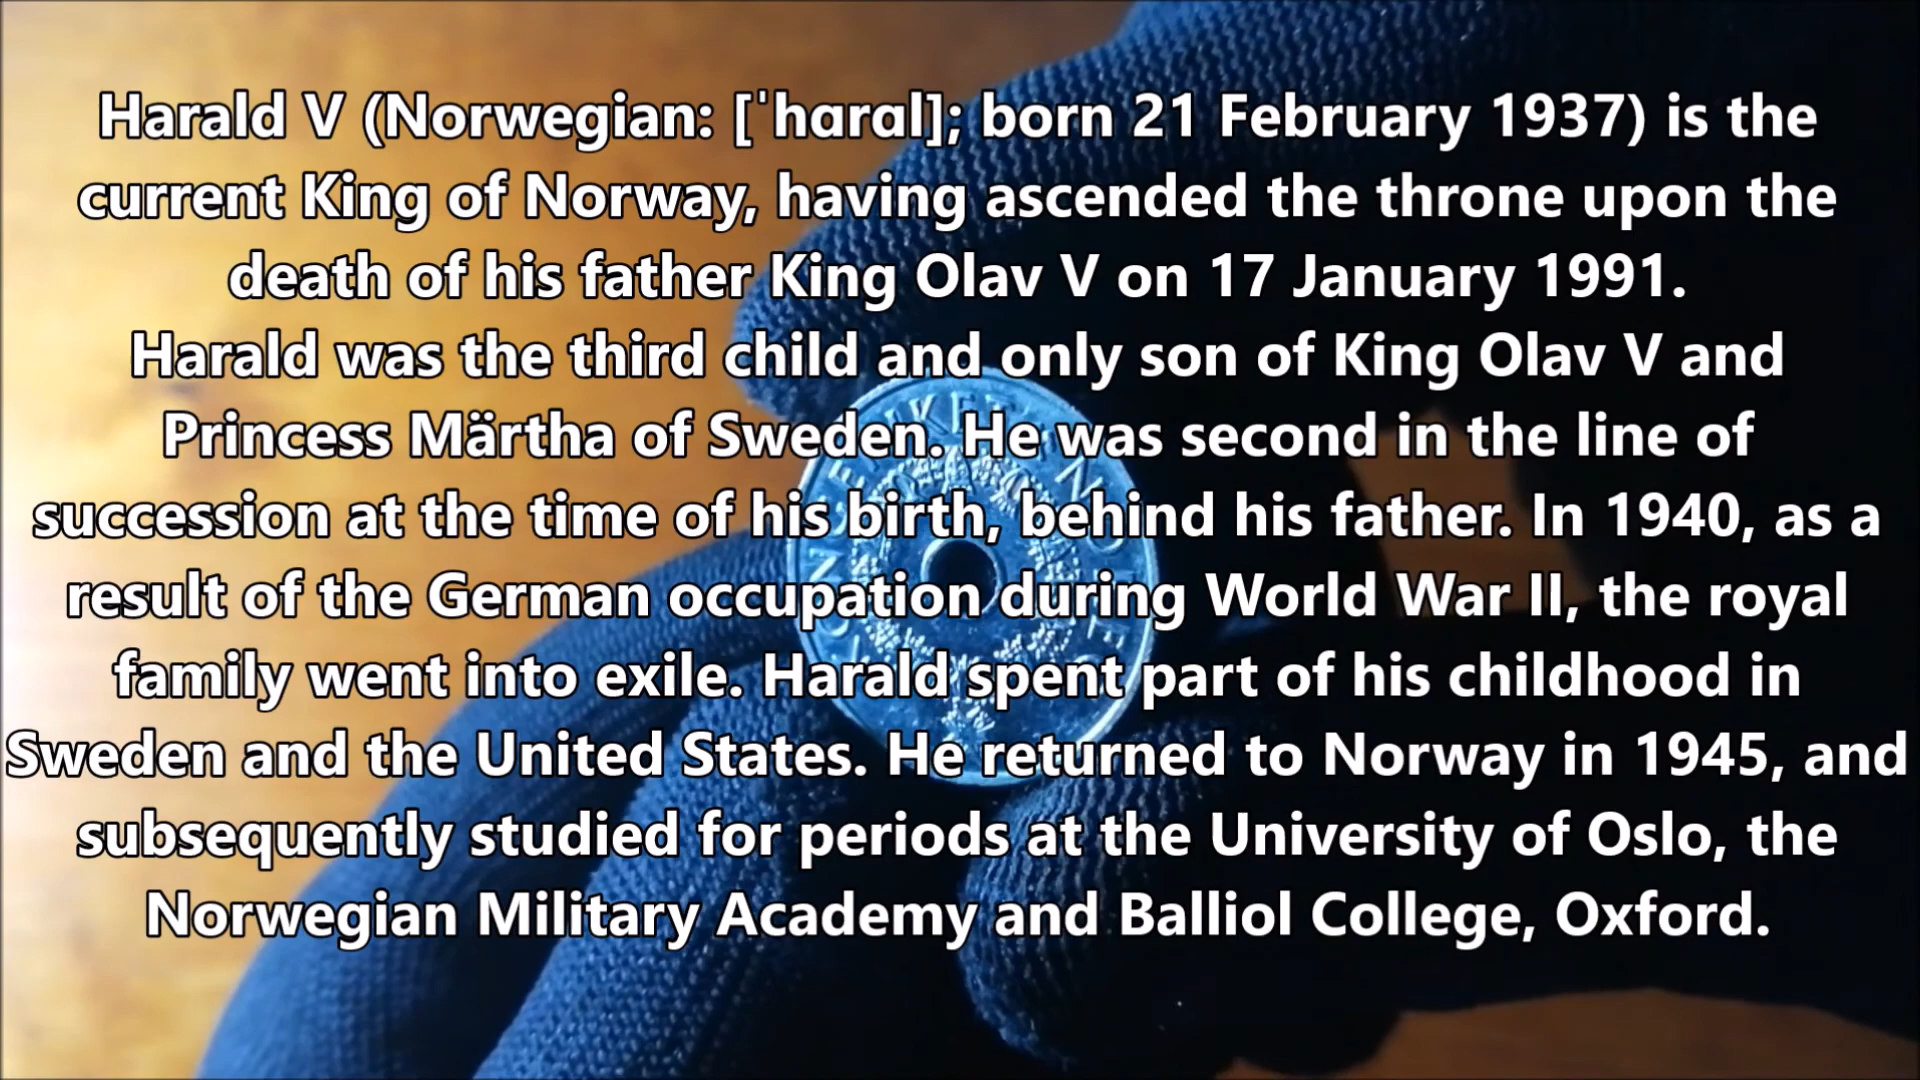 Harald V (Norwegian: [ˈhɑrɑl]; born 21 February 1937) is the
current King of Norway, having ascended the throne upon the
death of his father King Olav V on 17 January 1991.
Harald was the third child and only son of King Olav V and
Princess Märtha of Sweden. He was second in the line of
succession at the time of his birth, behind his father. In 1940, as a
result of the German occupation during World War II, the royal
family went into exile. Harald spent part of his childhood in
Sweden and the United States. He returned to Norway in 1945, and
subsequently studied for periods at the University of Oslo, the
Norwegian Military Academy and Balliol College, Oxford.